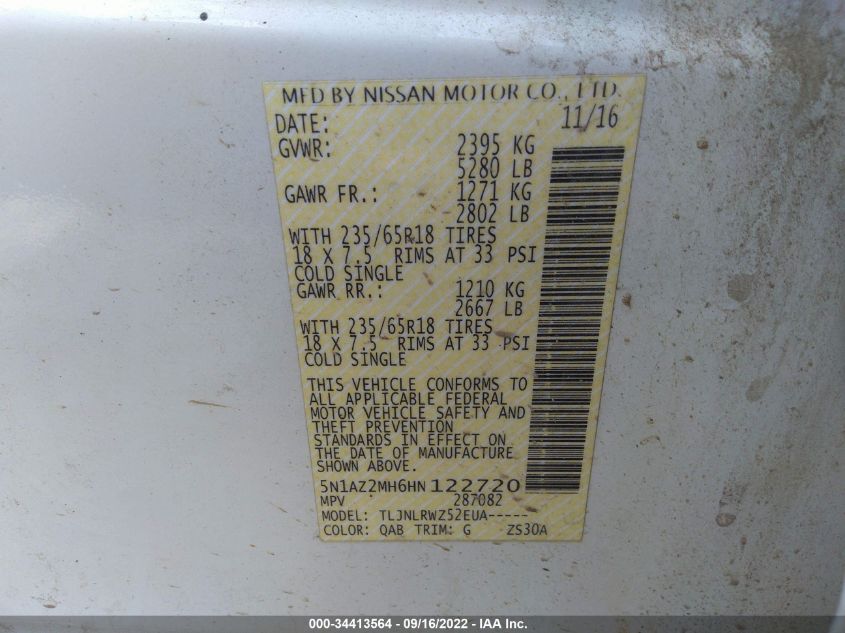 MFD BY NISSAN MOTOR CO., LTD.
DATE: 11/16
GVWR: 2395 KG
5280 LB
GAWR FR.: 1271 KG
2802 LB
WITH 235/65R18 TIRES
18 X 7.5 RIMS AT 33 PSI
COLD SINGLE
GAWR RR.: 1210 KG
2667 LB
WITH 235/65R18 TIRES
18 X 7.5 RIMS AT 33 PSI
COLD SINGLE
THIS VEHICLE CONFORMS TO
ALL APPLICABLE FEDERAL
MOTOR VEHICLE SAFETY AND
THEFT PREVENTION
STANDARDS IN EFFECT ON
THE DATE OF MANUFACTURE
SHOWN ABOVE.
5N1AZ2MH6HN122720
MPV 287082
MODEL: TLJNLRWZ52EUA-----
COLOR: QAB TRIM: G ZS30A
000-34413564 - 09/16/2022 - IAA Inc.